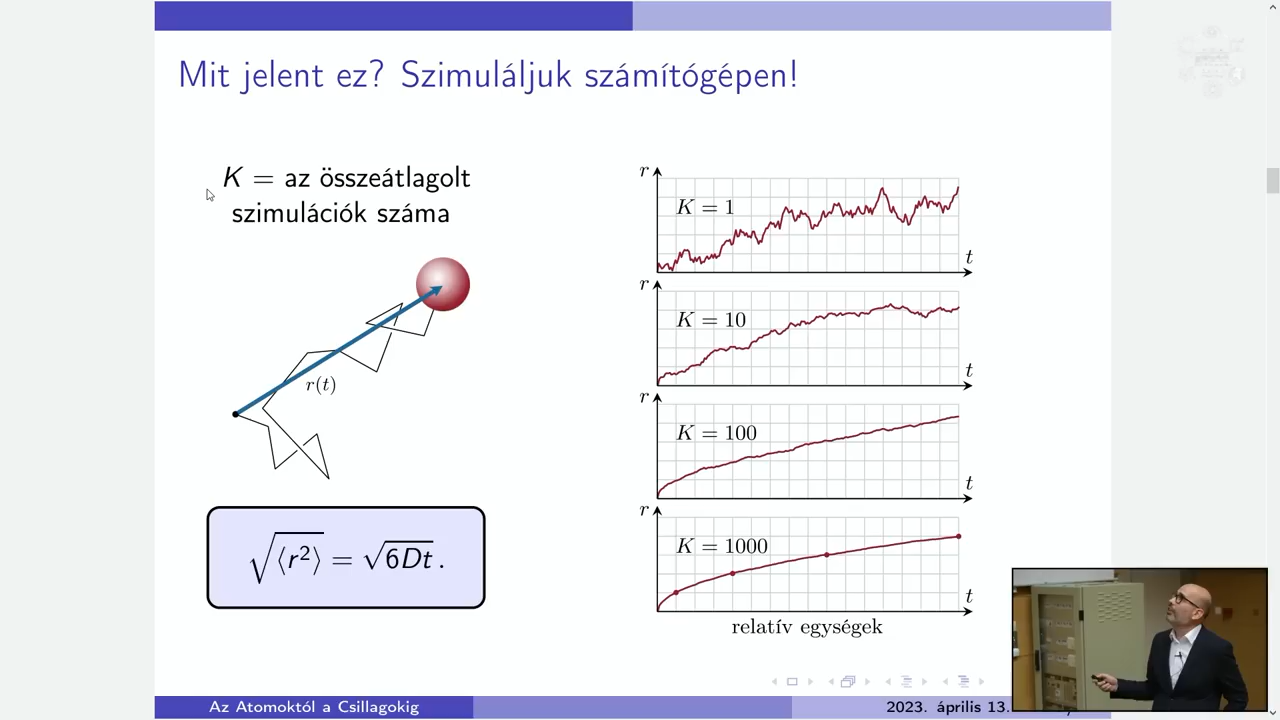 Mit jelent ez? Szimuláljuk számítógépen!
K = az összeátlagolt
szimulációk száma
r(t)
√⟨r²⟩ = √6Dt .
r
K = 1
t
r
K = 10
t
r
K = 100
t
r
K = 1000
t
relatív egységek
Az Atomoktól a Csillagokig
2023. április 13.